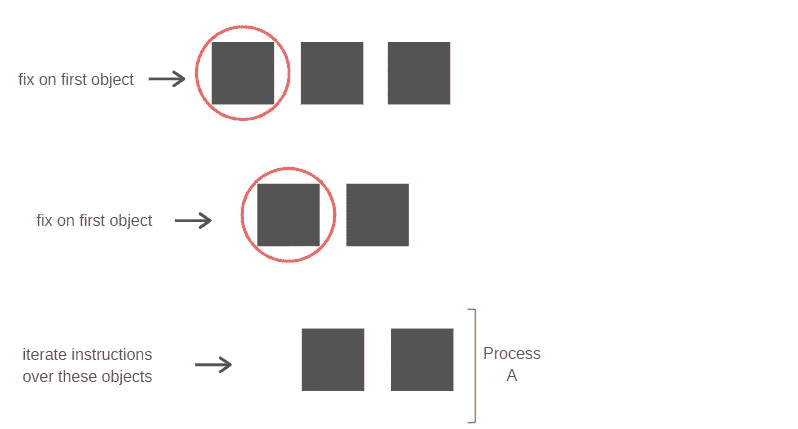 fix on first object
fix on first object
iterate instructions
over these objects
Process
A